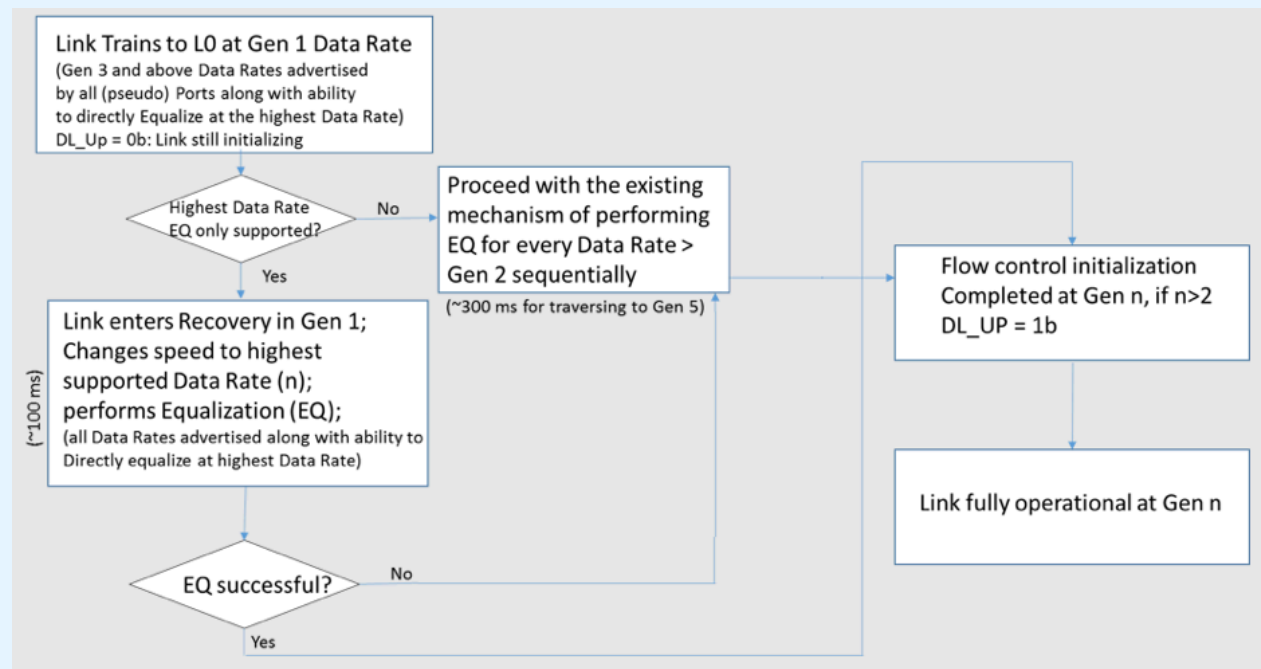 Link Trains to L0 at Gen 1 Data Rate
(Gen 3 and above Data Rates advertised
by all (pseudo) Ports along with ability
to directly Equalize at the highest Data Rate)
DL_Up = 0b: Link still initializing
Highest Data Rate
EQ only supported?
No
Yes
Proceed with the existing
mechanism of performing
EQ for every Data Rate >
Gen 2 sequentially
(~300 ms for traversing to Gen 5)
Link enters Recovery in Gen 1;
Changes speed to highest
supported Data Rate (n);
performs Equalization (EQ);
(all Data Rates advertised along with ability to
Directly equalize at highest Data Rate)
(~100 ms)
EQ successful?
No
Yes
Flow control initialization
Completed at Gen n, if n>2
DL_UP = 1b
Link fully operational at Gen n